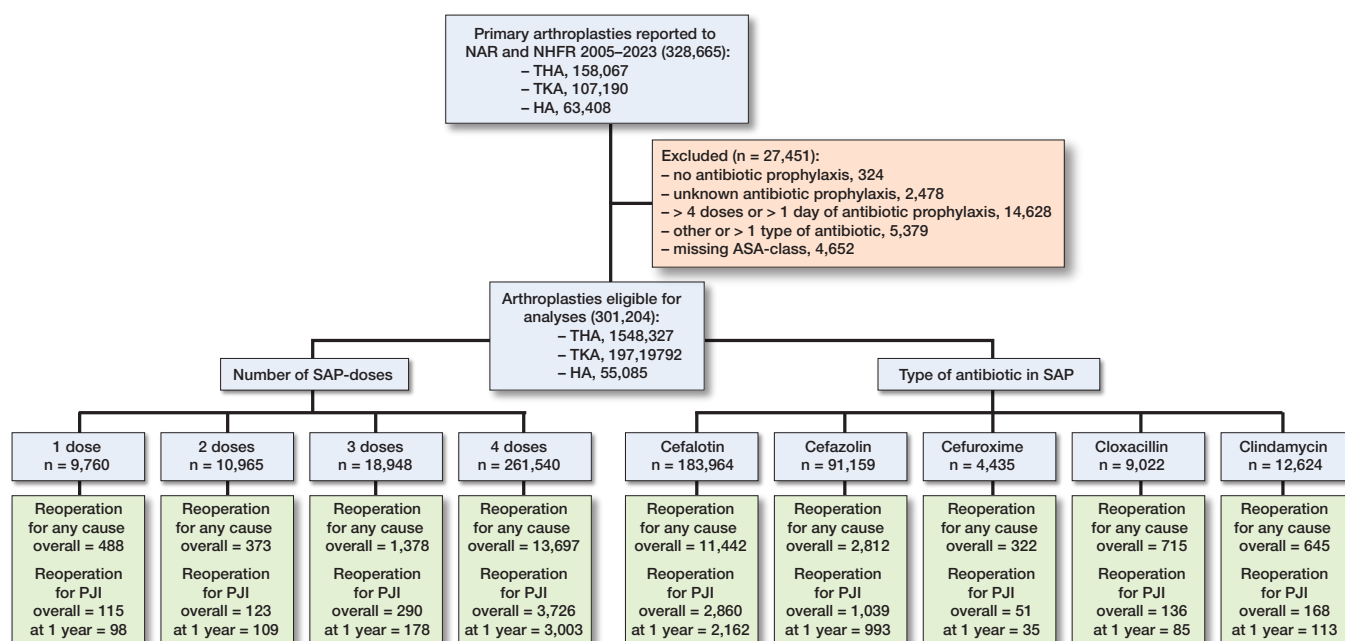 Primary arthroplasties reported to
NAR and NHFR 2005–2023 (328,665):
– THA, 158,067
– TKA, 107,190
– HA, 63,408
Excluded (n = 27,451):
– no antibiotic prophylaxis, 324
– unknown antibiotic prophylaxis, 2,478
– > 4 doses or > 1 day of antibiotic prophylaxis, 14,628
– other or > 1 type of antibiotic, 5,379
– missing ASA-class, 4,652
Arthroplasties eligible for
analyses (301,204):
– THA, 1548,327
– TKA, 197,19792
– HA, 55,085
Number of SAP-doses
Type of antibiotic in SAP
1 dose
n = 9,760
2 doses
n = 10,965
3 doses
n = 18,948
4 doses
n = 261,540
Cefalotin
n = 183,964
Cefazolin
n = 91,159
Cefuroxime
n = 4,435
Cloxacillin
n = 9,022
Clindamycin
n = 12,624
Reoperation
for any cause
overall = 488
Reoperation
for PJI
overall = 115
at 1 year = 98
Reoperation
for any cause
overall = 373
Reoperation
for PJI
overall = 123
at 1 year = 109
Reoperation
for any cause
overall = 1,378
Reoperation
for PJI
overall = 290
at 1 year = 178
Reoperation
for any cause
overall = 13,697
Reoperation
for PJI
overall = 3,726
at 1 year = 3,003
Reoperation
for any cause
overall = 11,442
Reoperation
for PJI
overall = 2,860
at 1 year = 2,162
Reoperation
for any cause
overall = 2,812
Reoperation
for PJI
overall = 1,039
at 1 year = 993
Reoperation
for any cause
overall = 322
Reoperation
for PJI
overall = 51
at 1 year = 35
Reoperation
for any cause
overall = 715
Reoperation
for PJI
overall = 136
at 1 year = 85
Reoperation
for any cause
overall = 645
Reoperation
for PJI
overall = 168
at 1 year = 113